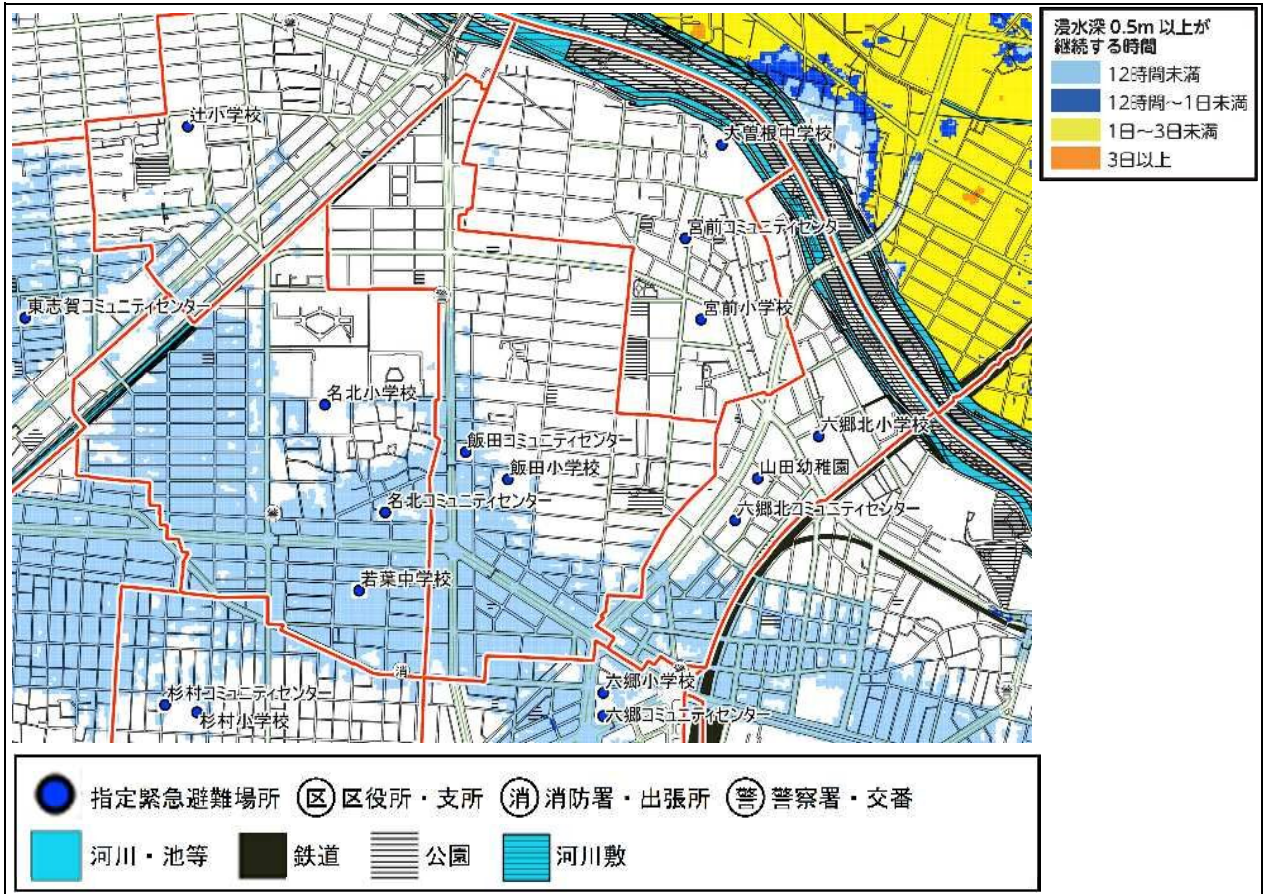 浸水深 0.5m 以上が
継続する時間
12時間未満
12時間～1日未満
1日～3日未満
3日以上
警
辻小学校
大曽根中学校
宮前コミュニティセンター
東志賀コミュニティセンター
警
宮前小学校
名北小学校
六郷北小学校
飯田コミュニティセンター
飯田小学校
山田幼稚園
名北コミュニティセンター
六郷北コミュニティセンター
警
若葉中学校
消
警
六郷小学校
警
杉村コミュニティセンター
杉村小学校
六郷コミュニティセンター
指定緊急避難場所 区 区役所・支所 消 消防署・出張所 警 警察署・交番
河川・池等 鉄道 公園 河川敷